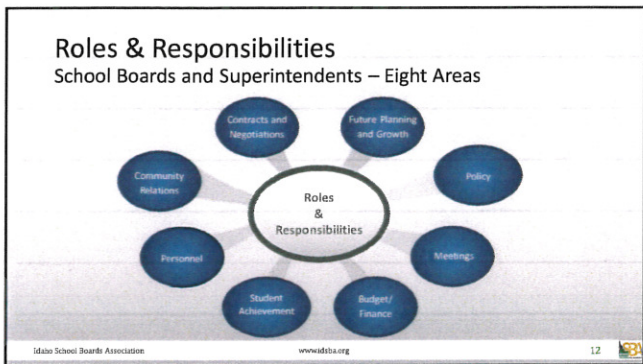 Roles & Responsibilities
School Boards and Superintendents – Eight Areas
Contracts and
Negotiations
Future Planning
and Growth
Community
Relations
Policy
Roles
&
Responsibilities
Personnel
Meetings
Student
Achievement
Budget/
Finance
Idaho School Boards Association
www.idsba.org
12